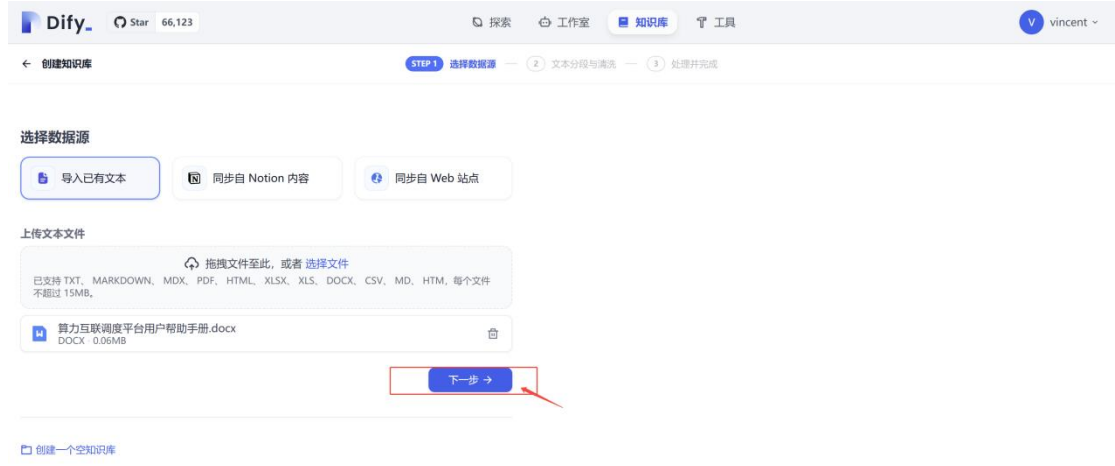 Dify_ Star 66,123 探索 工作室 知识库 工具 V vincent
← 创建知识库 STEP 1 选择数据源 — 2 文本分段与清洗 — 3 处理并完成
选择数据源
导入已有文本 同步自 Notion 内容 同步自 Web 站点
上传文本文件
拖拽文件至此，或者 选择文件
已支持 TXT、 MARKDOWN、 MDX、 PDF、 HTML、 XLSX、 XLS、 DOCX、 CSV、 MD、 HTM，每个文件
不超过 15MB。
算力互联调度平台用户帮助手册.docx
DOCX · 0.06MB
下一步 →
创建一个空知识库